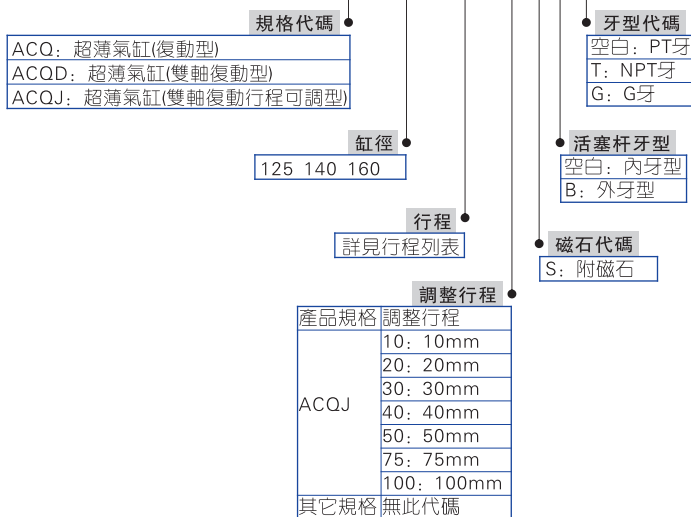 規格代碼
ACQ：超薄氣缸(復動型)
ACQD：超薄氣缸(雙軸復動型)
ACQJ：超薄氣缸(雙軸復動行程可調型)
牙型代碼
空白：PT牙
T：NPT牙
G：G牙
缸徑
125 140 160
活塞杆牙型
空白：內牙型
B：外牙型
行程
詳見行程列表
磁石代碼
S：附磁石
調整行程
產品規格 調整行程
ACQJ
10：10mm
20：20mm
30：30mm
40：40mm
50：50mm
75：75mm
100：100mm
其它規格 無此代碼